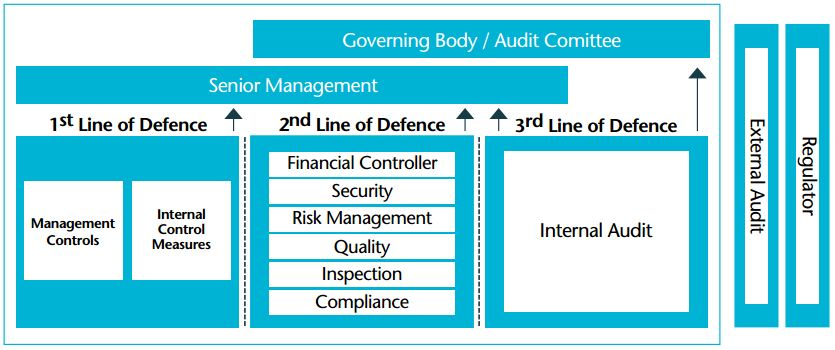 Governing Body / Audit Comittee
Senior Management
1st Line of Defence
2nd Line of Defence
3rd Line of Defence
Management
Controls
Internal
Control
Measures
Financial Controller
Security
Risk Management
Quality
Inspection
Compliance
Internal Audit
External Audit
Regulator